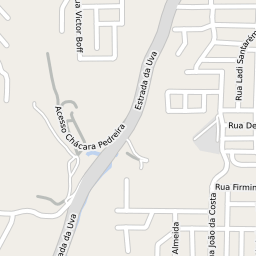 Rua Victor Boff
Estrada da Uva
Rua Ladi Santarém
Acesso Chácara Pedreira
Rua De
Rua Firmin
Estrada da Uva
Almeida
Rua João da Costa